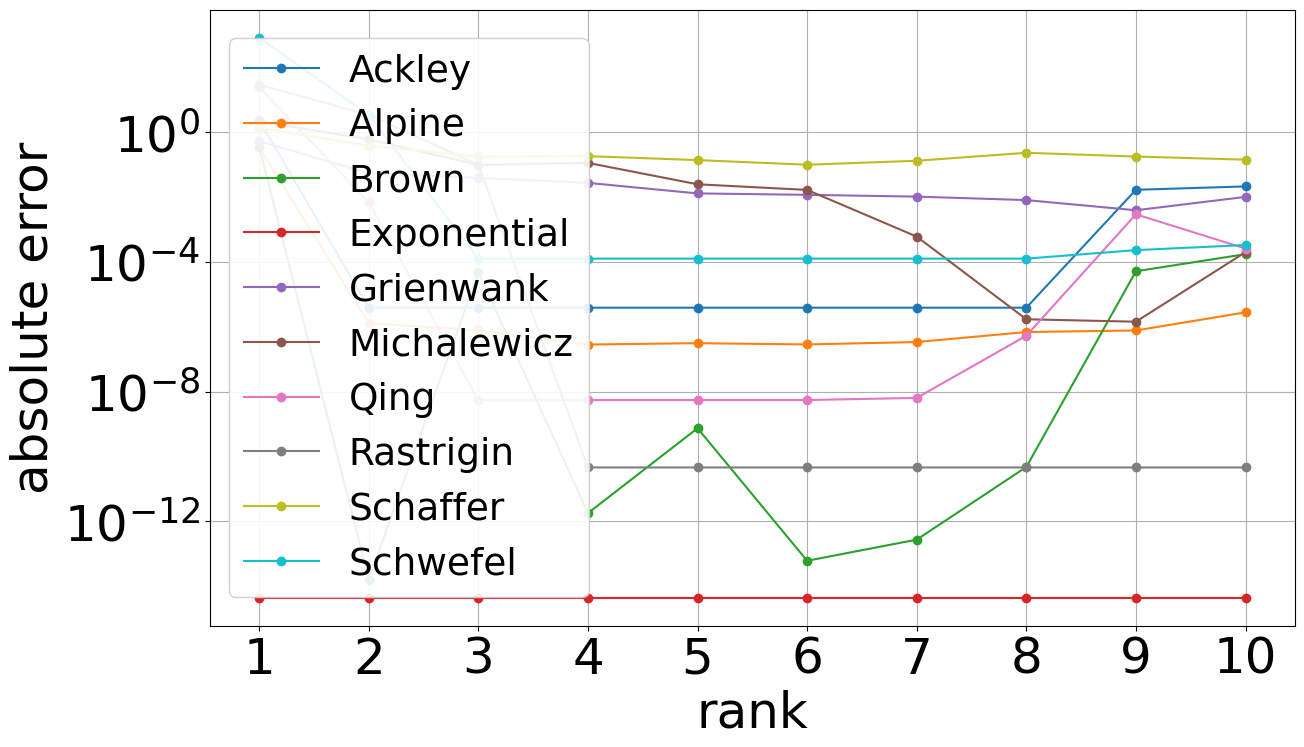 absolute error
10^0
10^-4
10^-8
10^-12
Ackley
Alpine
Brown
Exponential
Grienwank
Michalewicz
Qing
Rastrigin
Schaffer
Schwefel
1 2 3 4 5 6 7 8 9 10
rank